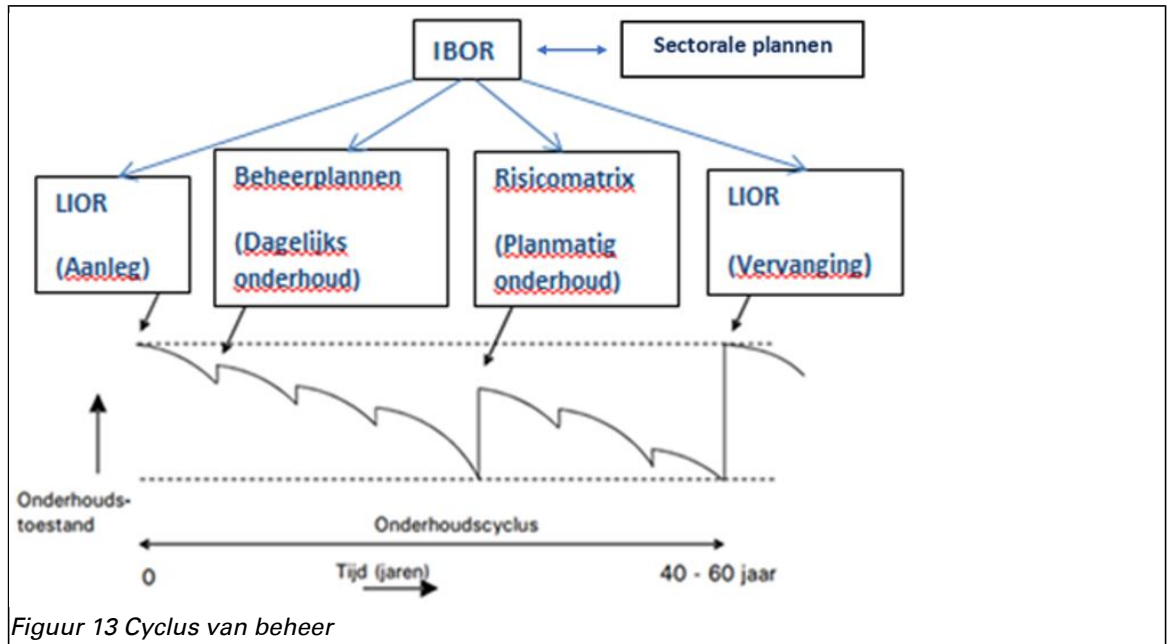 IBOR
Sectorale plannen
LIOR
(Aanleg)
Beheerplannen
(Dagelijks
onderhoud)
Risicomatrix
(Planmatig
onderhoud)
LIOR
(Vervanging)
Onderhouds-
toestand
Onderhoudscyclus
0
Tijd (jaren)
40 - 60 jaar
Figuur 13 Cyclus van beheer